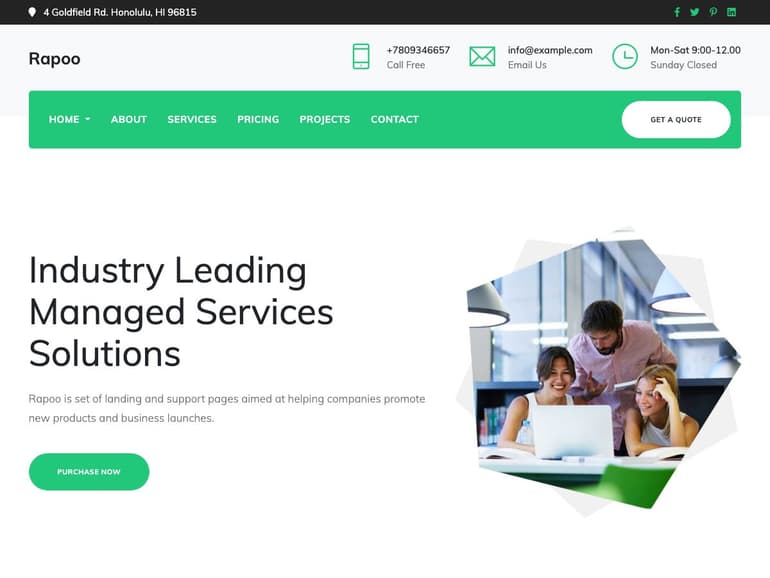 4 Goldfield Rd. Honolulu, HI 96815
Rapoo
+7809346657
Call Free
info@example.com
Email Us
Mon-Sat 9:00-12.00
Sunday Closed
HOME ABOUT SERVICES PRICING PROJECTS CONTACT
GET A QUOTE
Industry Leading
Managed Services
Solutions
Rapoo is set of landing and support pages aimed at helping companies promote
new products and business launches.
PURCHASE NOW